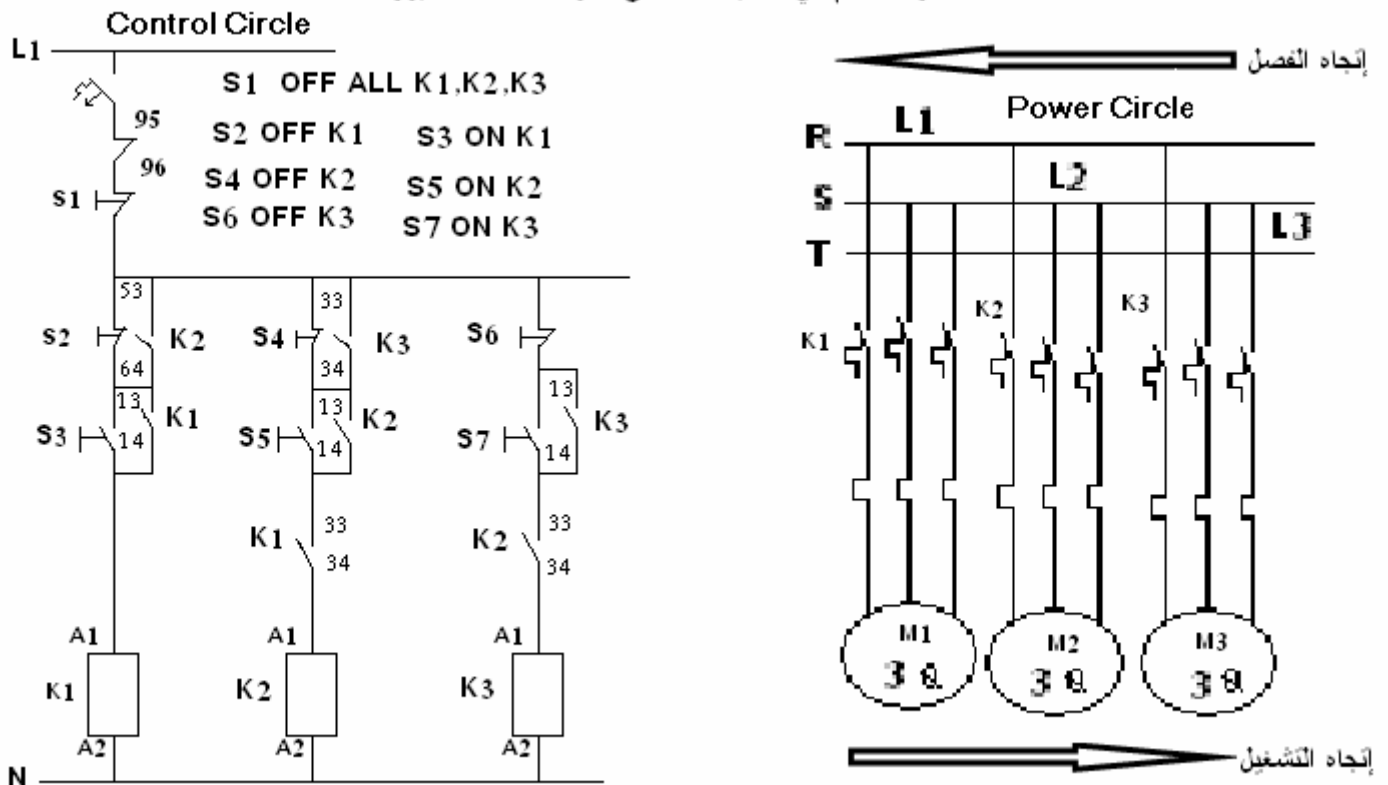 Control Circle
L1
S1 OFF ALL K1,K2,K3
95
S2 OFF K1 S3 ON K1
96
S4 OFF K2 S5 ON K2
S1
S6 OFF K3 S7 ON K3
53
33
S2
K2
S4
K3
S6
64
34
13
K1
13
K2
13
K3
S3
14
S5
14
S7
14
K1
33
34
K2
33
34
A1
A1
A1
K1
K2
K3
A2
A2
A2
N
إتجاه الفصل
Power Circle
R
L1
L2
S
L3
T
K1
K2
K3
M1
M2
M3
3
3
3
إتجاه التشغيل